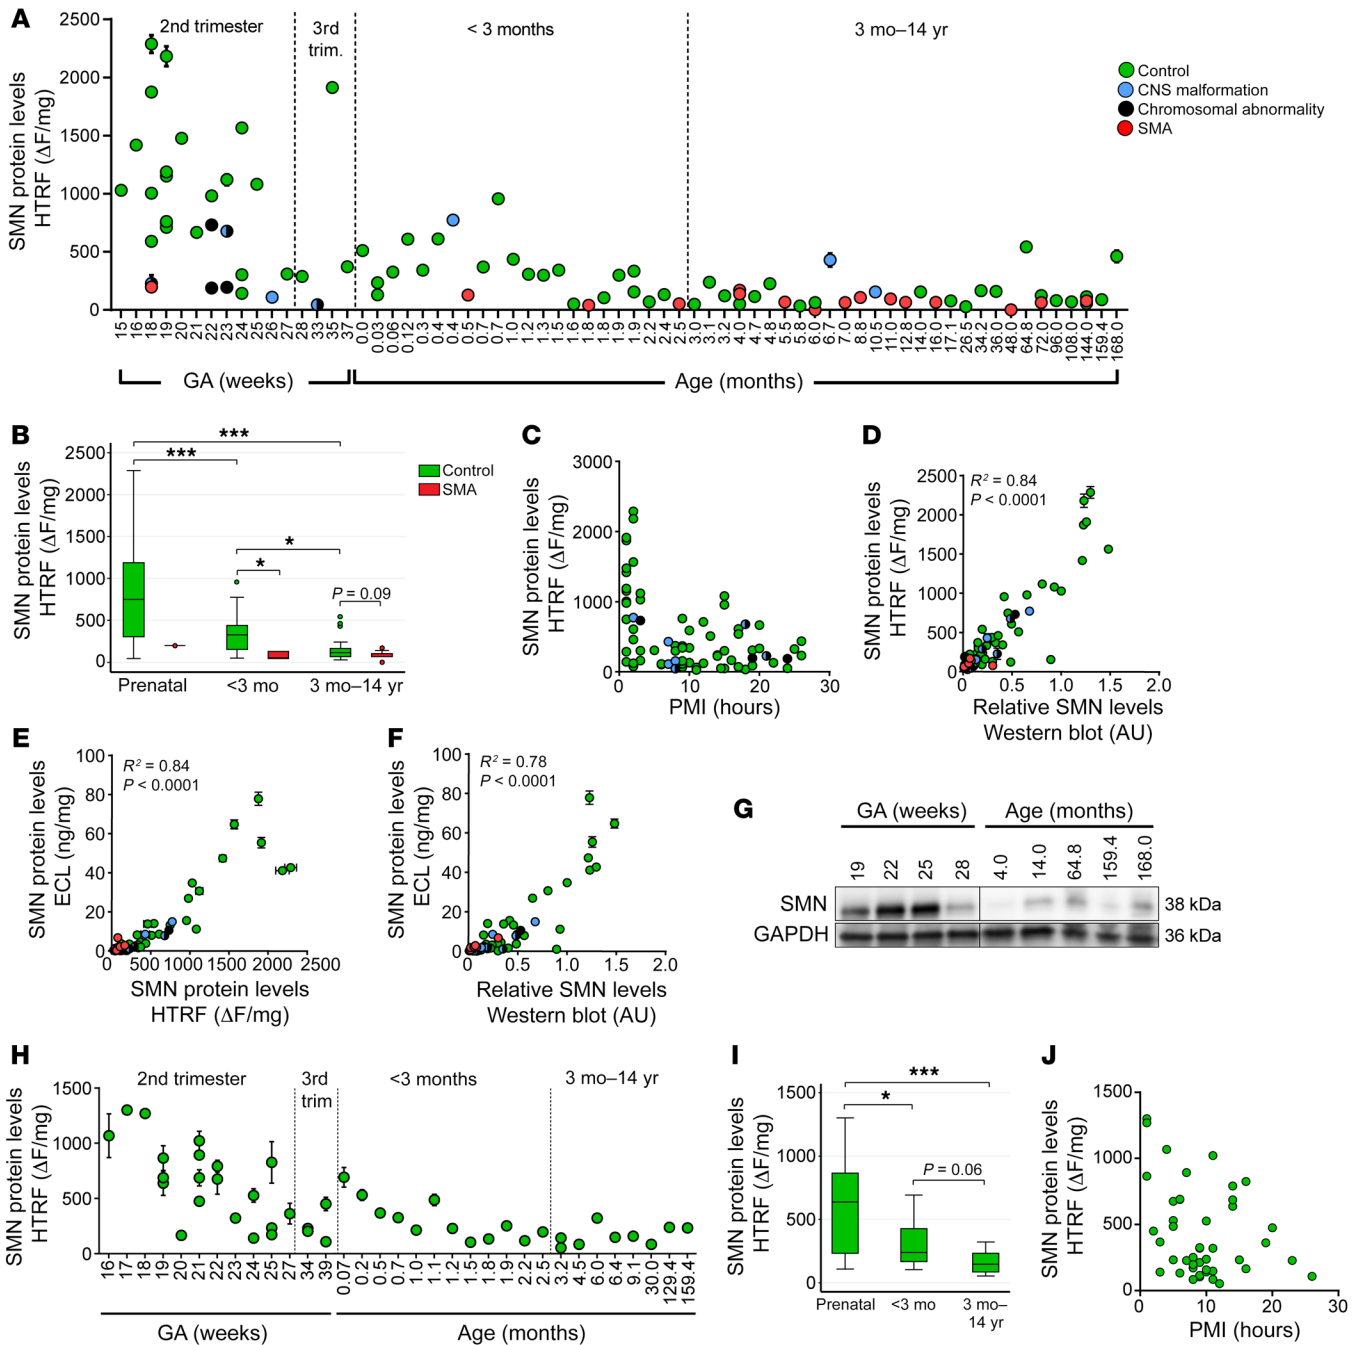 A
SMN protein levels
HTRF (ΔF/mg)
2500
2000
1500
1000
500
0
2nd trimester
3rd
trim.
< 3 months
3 mo–14 yr
Control
CNS malformation
Chromosomal abnormality
SMA
15 16 18 19 20 21 22 23 24 25 26 27 28 33 35 37 0.0 0.03 0.06 0.12 0.3 0.4 0.4 0.5 0.7 0.7 1.0 1.2 1.3 1.5 1.6 1.8 1.8 1.9 1.9 2.2 2.4 2.5 3.0 3.1 3.2 4.0 4.7 4.8 5.5 5.8 6.0 6.7 7.0 8.8 10.5 11.0 12.8 14.0 16.0 17.1 26.5 34.2 36.0 48.0 64.8 72.0 96.0 108.0 144.0 159.4 168.0
GA (weeks)
Age (months)
B
SMN protein levels
HTRF (ΔF/mg)
2500
2000
1500
1000
500
0
***
***
*
*
P = 0.09
Control
SMA
Prenatal
<3 mo
3 mo–14 yr
C
SMN protein levels
HTRF (ΔF/mg)
3000
2000
1000
0
0 10 20 30
PMI (hours)
D
SMN protein levels
HTRF (ΔF/mg)
2500
2000
1500
1000
500
0
R² = 0.84
P < 0.0001
0 0.5 1.0 1.5 2.0
Relative SMN levels
Western blot (AU)
E
SMN protein levels
ECL (ng/mg)
100
80
60
40
20
0
R² = 0.84
P < 0.0001
0 500 1000 1500 2000 2500
SMN protein levels
HTRF (ΔF/mg)
F
SMN protein levels
ECL (ng/mg)
100
80
60
40
20
0
R² = 0.78
P < 0.0001
0 0.5 1.0 1.5 2.0
Relative SMN levels
Western blot (AU)
G
GA (weeks)
Age (months)
19 22 25 28 4.0 14.0 64.8 159.4 168.0
SMN
38 kDa
GAPDH
36 kDa
H
SMN protein levels
HTRF (ΔF/mg)
1500
1000
500
0
2nd trimester
3rd
trim
<3 months
3 mo–14 yr
16 17 18 19 20 21 22 23 24 25 27 34 39 0.07 0.2 0.5 0.7 1.0 1.1 1.2 1.5 1.8 1.9 2.2 2.5 3.2 4.5 6.0 6.4 9.1 30.0 129.4 159.4
GA (weeks)
Age (months)
I
SMN protein levels
HTRF (ΔF/mg)
1500
1000
500
0
***
*
P = 0.06
Prenatal
<3 mo
3 mo–
14 yr
J
SMN protein levels
HTRF (ΔF/mg)
1500
1000
500
0
0 10 20 30
PMI (hours)